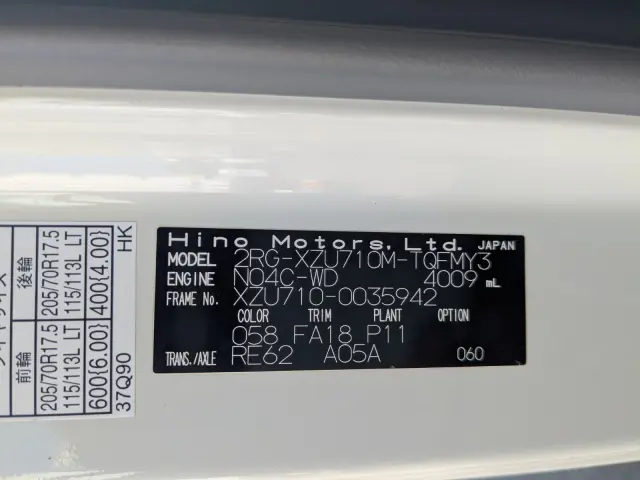 Hino Motors, Ltd. JAPAN
MODEL 2RG-XZU710M-TQFMY3
ENGINE N04C-WD 4009 mL
FRAME No. XZU710-0035942
COLOR TRIM PLANT OPTION
058 FA18 P11
TRANS./AXLE RE62 A05A 060
前輪 後輪
205/70R17.5 205/70R17.5
115/113L LT 115/113L LT
600{6.00} 400{4.00}
37Q90 HK